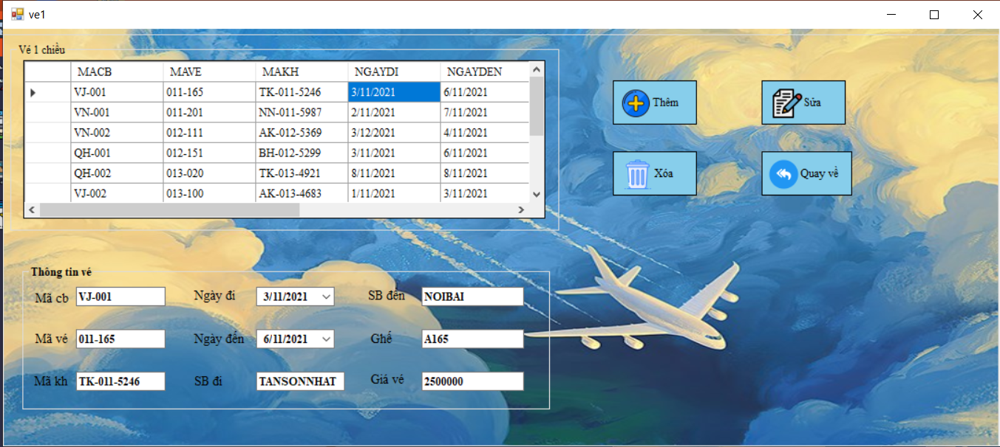 ve1
Vé 1 chiều
MACB MAVE MAKH NGAYDI NGAYDEN
VJ-001 011-165 TK-011-5246 3/11/2021 6/11/2021
VN-001 011-201 NN-011-5987 2/11/2021 7/11/2021
VN-002 012-111 AK-012-5369 3/12/2021 4/11/2021
QH-001 012-151 BH-012-5299 3/11/2021 6/11/2021
QH-002 013-020 TK-013-4921 8/11/2021 8/11/2021
VJ-002 013-100 AK-013-4683 1/11/2021 3/11/2021
Thêm Sửa
Xóa Quay về
Thông tin vé
Mã cb VJ-001 Ngày đi 3/11/2021 SB đến NOIBAI
Mã vé 011-165 Ngày đến 6/11/2021 Ghế A165
Mã kh TK-011-5246 SB đi TANSONNHAT Giá vé 2500000